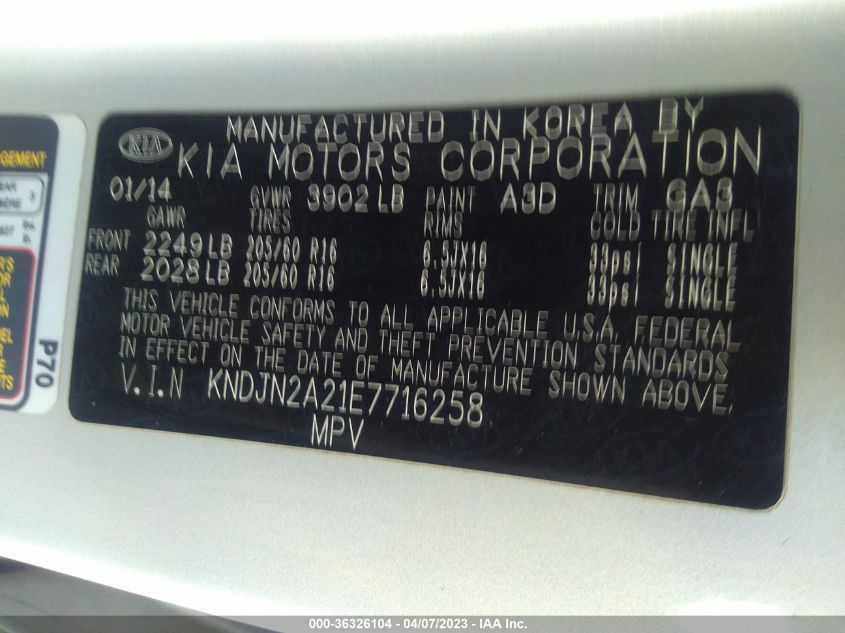 KIA
MANUFACTURED IN KOREA BY
KIA MOTORS CORPORATION
01/14 GVWR 3902 LB PAINT A3D TRIM GA3
GAWR TIRES RIMS COLD TIRE INFL
FRONT 2249 LB 205/60 R16 6.5JX16 33psi SINGLE
REAR 2028 LB 205/60 R16 6.5JX16 33psi SINGLE
THIS VEHICLE CONFORMS TO ALL APPLICABLE U.S.A. FEDERAL
MOTOR VEHICLE SAFETY AND THEFT PREVENTION STANDARDS
IN EFFECT ON THE DATE OF MANUFACTURE SHOWN ABOVE.
V.I.N KNDJN2A21E7716258
MPV
P70
000-36326104 - 04/07/2023 - IAA Inc.